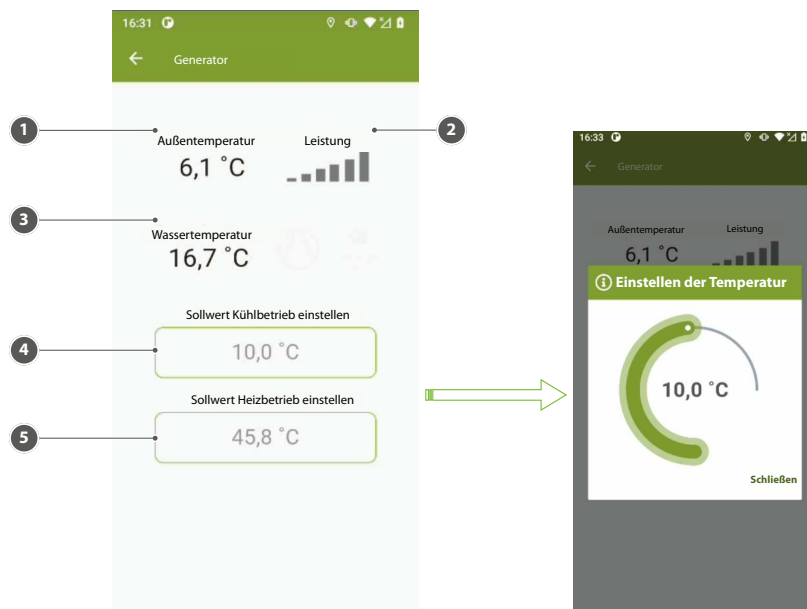 16:31
Generator
1
2
Außentemperatur
Leistung
6,1 °C
3
Wassertemperatur
16,7 °C
Sollwert Kühlbetrieb einstellen
4
10,0 °C
Sollwert Heizbetrieb einstellen
5
45,8 °C
16:33
Generator
Außentemperatur
Leistung
6,1 °C
Einstellen der Temperatur
10,0 °C
Schließen